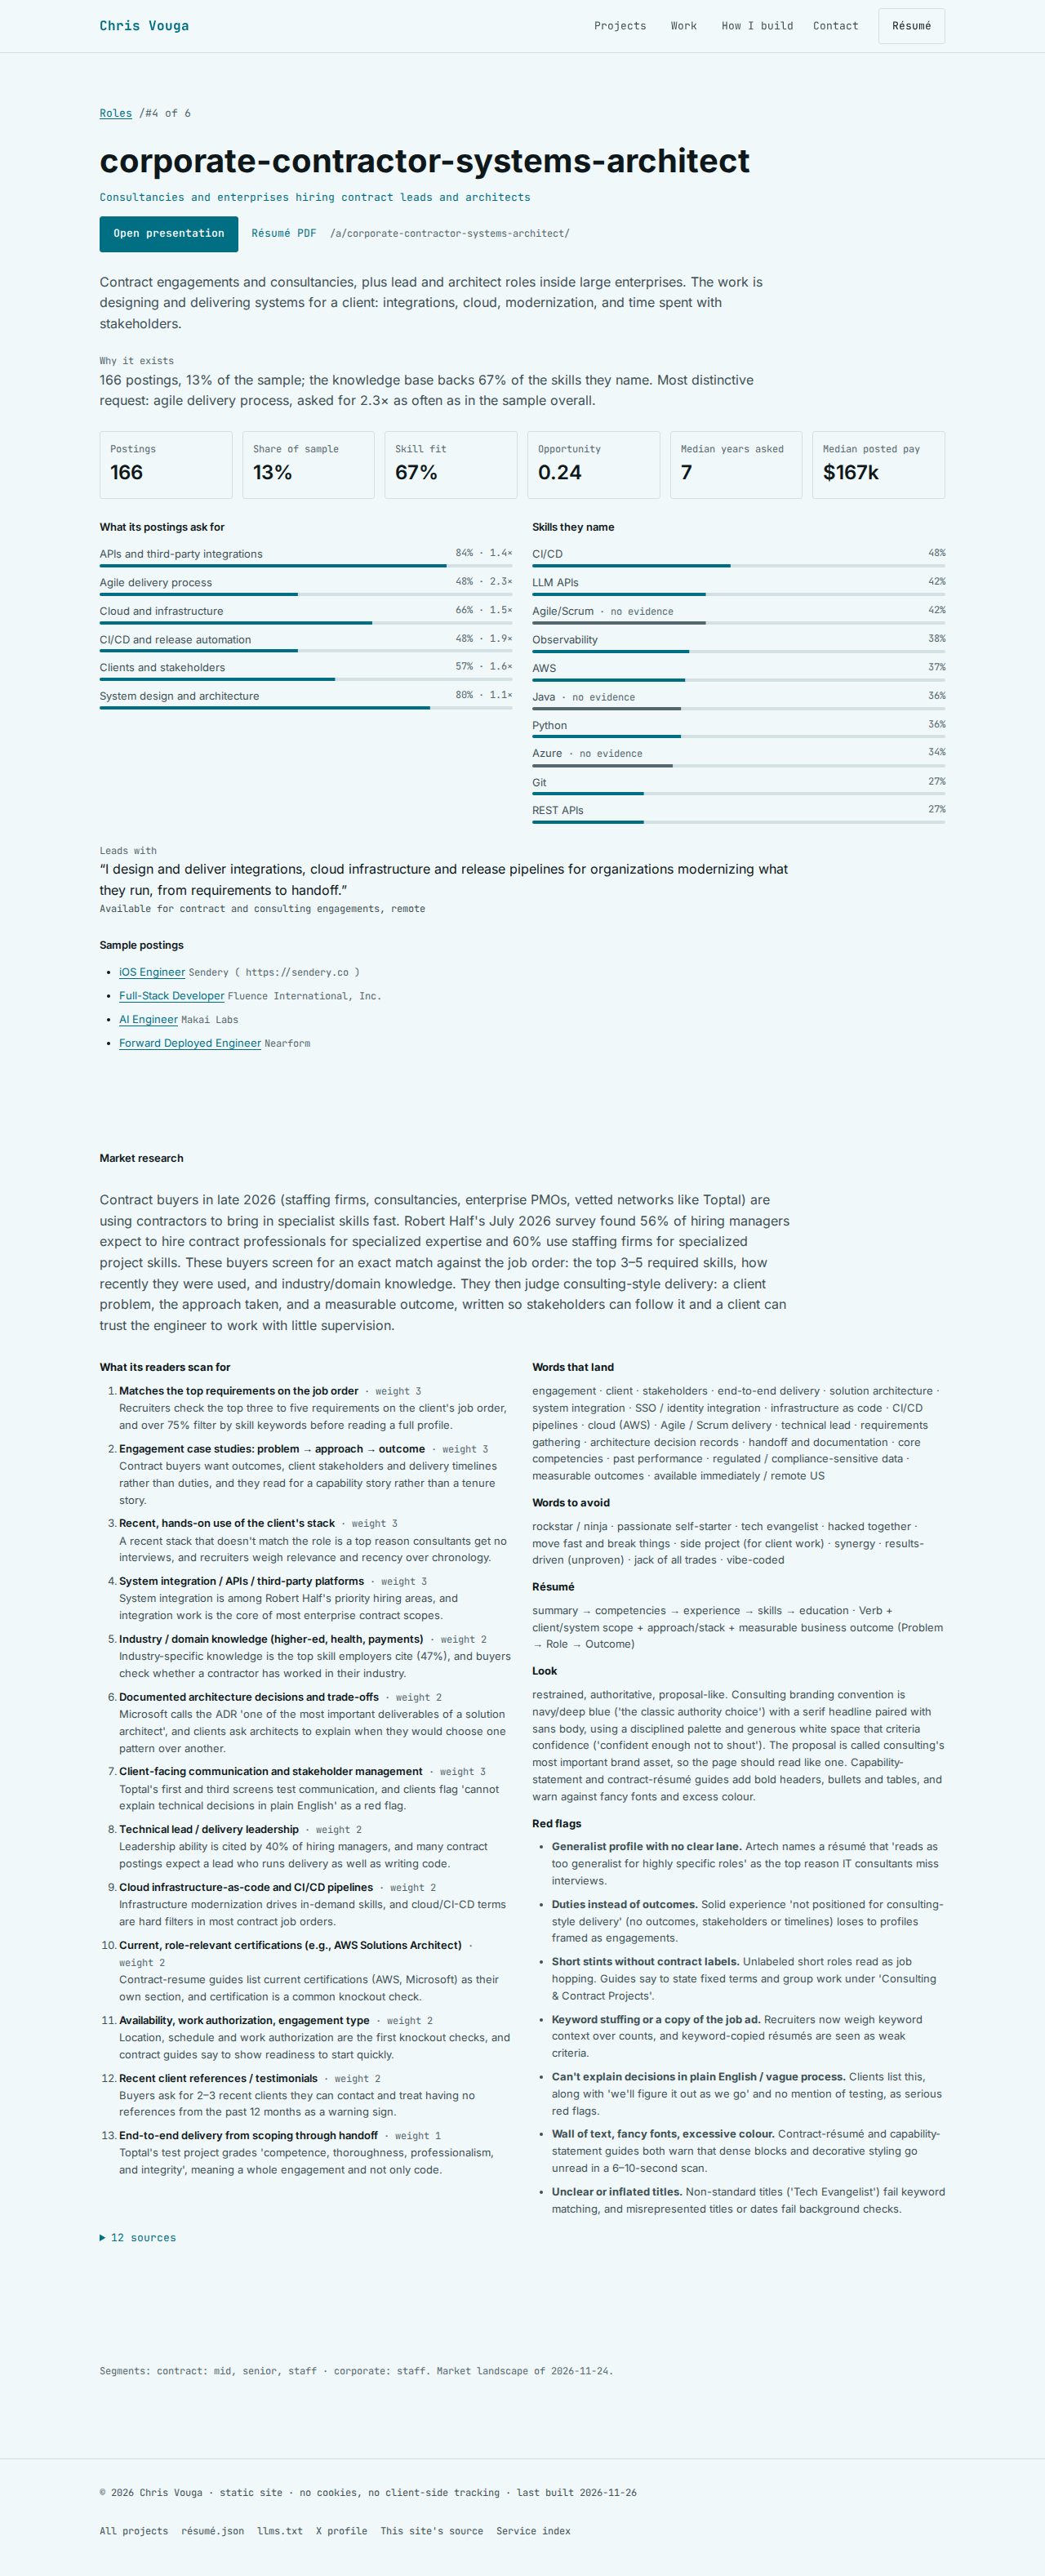 Chris Vouga
Projects Work How I build Contact Résumé
Roles /#4 of 6
corporate-contractor-systems-architect
Consultancies and enterprises hiring contract leads and architects
Open presentation Résumé PDF /a/corporate-contractor-systems-architect/
Contract engagements and consultancies, plus lead and architect roles inside large enterprises. The work is
designing and delivering systems for a client: integrations, cloud, modernization, and time spent with
stakeholders.
Why it exists
166 postings, 13% of the sample; the knowledge base backs 67% of the skills they name. Most distinctive
request: agile delivery process, asked for 2.3× as often as in the sample overall.
Postings
166
Share of sample
13%
Skill fit
67%
Opportunity
0.24
Median years asked
7
Median posted pay
$167k
What its postings ask for
APIs and third-party integrations 84% · 1.4×
Agile delivery process 48% · 2.3×
Cloud and infrastructure 66% · 1.5×
CI/CD and release automation 48% · 1.9×
Clients and stakeholders 57% · 1.6×
System design and architecture 80% · 1.1×
Skills they name
CI/CD 48%
LLM APIs 42%
Agile/Scrum · no evidence 42%
Observability 38%
AWS 37%
Java · no evidence 36%
Python 36%
Azure · no evidence 34%
Git 27%
REST APIs 27%
Leads with
“I design and deliver integrations, cloud infrastructure and release pipelines for organizations modernizing what
they run, from requirements to handoff.”
Available for contract and consulting engagements, remote
Sample postings
• iOS Engineer Sendery ( https://sendery.co )
• Full-Stack Developer Fluence International, Inc.
• AI Engineer Makai Labs
• Forward Deployed Engineer Nearform
Market research
Contract buyers in late 2026 (staffing firms, consultancies, enterprise PMOs, vetted networks like Toptal) are
using contractors to bring in specialist skills fast. Robert Half's July 2026 survey found 56% of hiring managers
expect to hire contract professionals for specialized expertise and 60% use staffing firms for specialized
project skills. These buyers screen for an exact match against the job order: the top 3–5 required skills, how
recently they were used, and industry/domain knowledge. They then judge consulting-style delivery: a client
problem, the approach taken, and a measurable outcome, written so stakeholders can follow it and a client can
trust the engineer to work with little supervision.
What its readers scan for
1. Matches the top requirements on the job order · weight 3
Recruiters check the top three to five requirements on the client's job order,
and over 75% filter by skill keywords before reading a full profile.
2. Engagement case studies: problem → approach → outcome · weight 3
Contract buyers want outcomes, client stakeholders and delivery timelines
rather than duties, and they read for a capability story rather than a tenure
story.
3. Recent, hands-on use of the client's stack · weight 3
A recent stack that doesn't match the role is a top reason consultants get no
interviews, and recruiters weigh relevance and recency over chronology.
4. System integration / APIs / third-party platforms · weight 3
System integration is among Robert Half's priority hiring areas, and
integration work is the core of most enterprise contract scopes.
5. Industry / domain knowledge (higher-ed, health, payments) · weight 2
Industry-specific knowledge is the top skill employers cite (47%), and buyers
check whether a contractor has worked in their industry.
6. Documented architecture decisions and trade-offs · weight 2
Microsoft calls the ADR 'one of the most important deliverables of a solution
architect', and clients ask architects to explain when they would choose one
pattern over another.
7. Client-facing communication and stakeholder management · weight 3
Toptal's first and third screens test communication, and clients flag 'cannot
explain technical decisions in plain English' as a red flag.
8. Technical lead / delivery leadership · weight 2
Leadership ability is cited by 40% of hiring managers, and many contract
postings expect a lead who runs delivery as well as writing code.
9. Cloud infrastructure-as-code and CI/CD pipelines · weight 2
Infrastructure modernization drives in-demand skills, and cloud/CI-CD terms
are hard filters in most contract job orders.
10. Current, role-relevant certifications (e.g., AWS Solutions Architect) ·
weight 2
Contract-resume guides list current certifications (AWS, Microsoft) as their
own section, and certification is a common knockout check.
11. Availability, work authorization, engagement type · weight 2
Location, schedule and work authorization are the first knockout checks, and
contract guides say to show readiness to start quickly.
12. Recent client references / testimonials · weight 2
Buyers ask for 2–3 recent clients they can contact and treat having no
references from the past 12 months as a warning sign.
13. End-to-end delivery from scoping through handoff · weight 1
Toptal's test project grades 'competence, thoroughness, professionalism,
and integrity', meaning a whole engagement and not only code.
Words that land
engagement · client · stakeholders · end-to-end delivery · solution architecture ·
system integration · SSO / identity integration · infrastructure as code · CI/CD
pipelines · cloud (AWS) · Agile / Scrum delivery · technical lead · requirements
gathering · architecture decision records · handoff and documentation · core
competencies · past performance · regulated / compliance-sensitive data ·
measurable outcomes · available immediately / remote US
Words to avoid
rockstar / ninja · passionate self-starter · tech evangelist · hacked together ·
move fast and break things · side project (for client work) · synergy · results-
driven (unproven) · jack of all trades · vibe-coded
Résumé
summary → competencies → experience → skills → education · Verb +
client/system scope + approach/stack + measurable business outcome (Problem
→ Role → Outcome)
Look
restrained, authoritative, proposal-like. Consulting branding convention is
navy/deep blue ('the classic authority choice') with a serif headline paired with
sans body, using a disciplined palette and generous white space that criteria
confidence ('confident enough not to shout'). The proposal is called consulting's
most important brand asset, so the page should read like one. Capability-
statement and contract-résumé guides add bold headers, bullets and tables, and
warn against fancy fonts and excess colour.
Red flags
• Generalist profile with no clear lane. Artech names a résumé that 'reads as
too generalist for highly specific roles' as the top reason IT consultants miss
interviews.
• Duties instead of outcomes. Solid experience 'not positioned for consulting-
style delivery' (no outcomes, stakeholders or timelines) loses to profiles
framed as engagements.
• Short stints without contract labels. Unlabeled short roles read as job
hopping. Guides say to state fixed terms and group work under 'Consulting
& Contract Projects'.
• Keyword stuffing or a copy of the job ad. Recruiters now weigh keyword
context over counts, and keyword-copied résumés are seen as weak
criteria.
• Can't explain decisions in plain English / vague process. Clients list this,
along with 'we'll figure it out as we go' and no mention of testing, as serious
red flags.
• Wall of text, fancy fonts, excessive colour. Contract-résumé and capability-
statement guides both warn that dense blocks and decorative styling go
unread in a 6–10-second scan.
• Unclear or inflated titles. Non-standard titles ('Tech Evangelist') fail keyword
matching, and misrepresented titles or dates fail background checks.
▶ 12 sources
Segments: contract: mid, senior, staff · corporate: staff. Market landscape of 2026-11-24.
© 2026 Chris Vouga · static site · no cookies, no client-side tracking · last built 2026-11-26
All projects résumé.json llms.txt X profile This site's source Service index